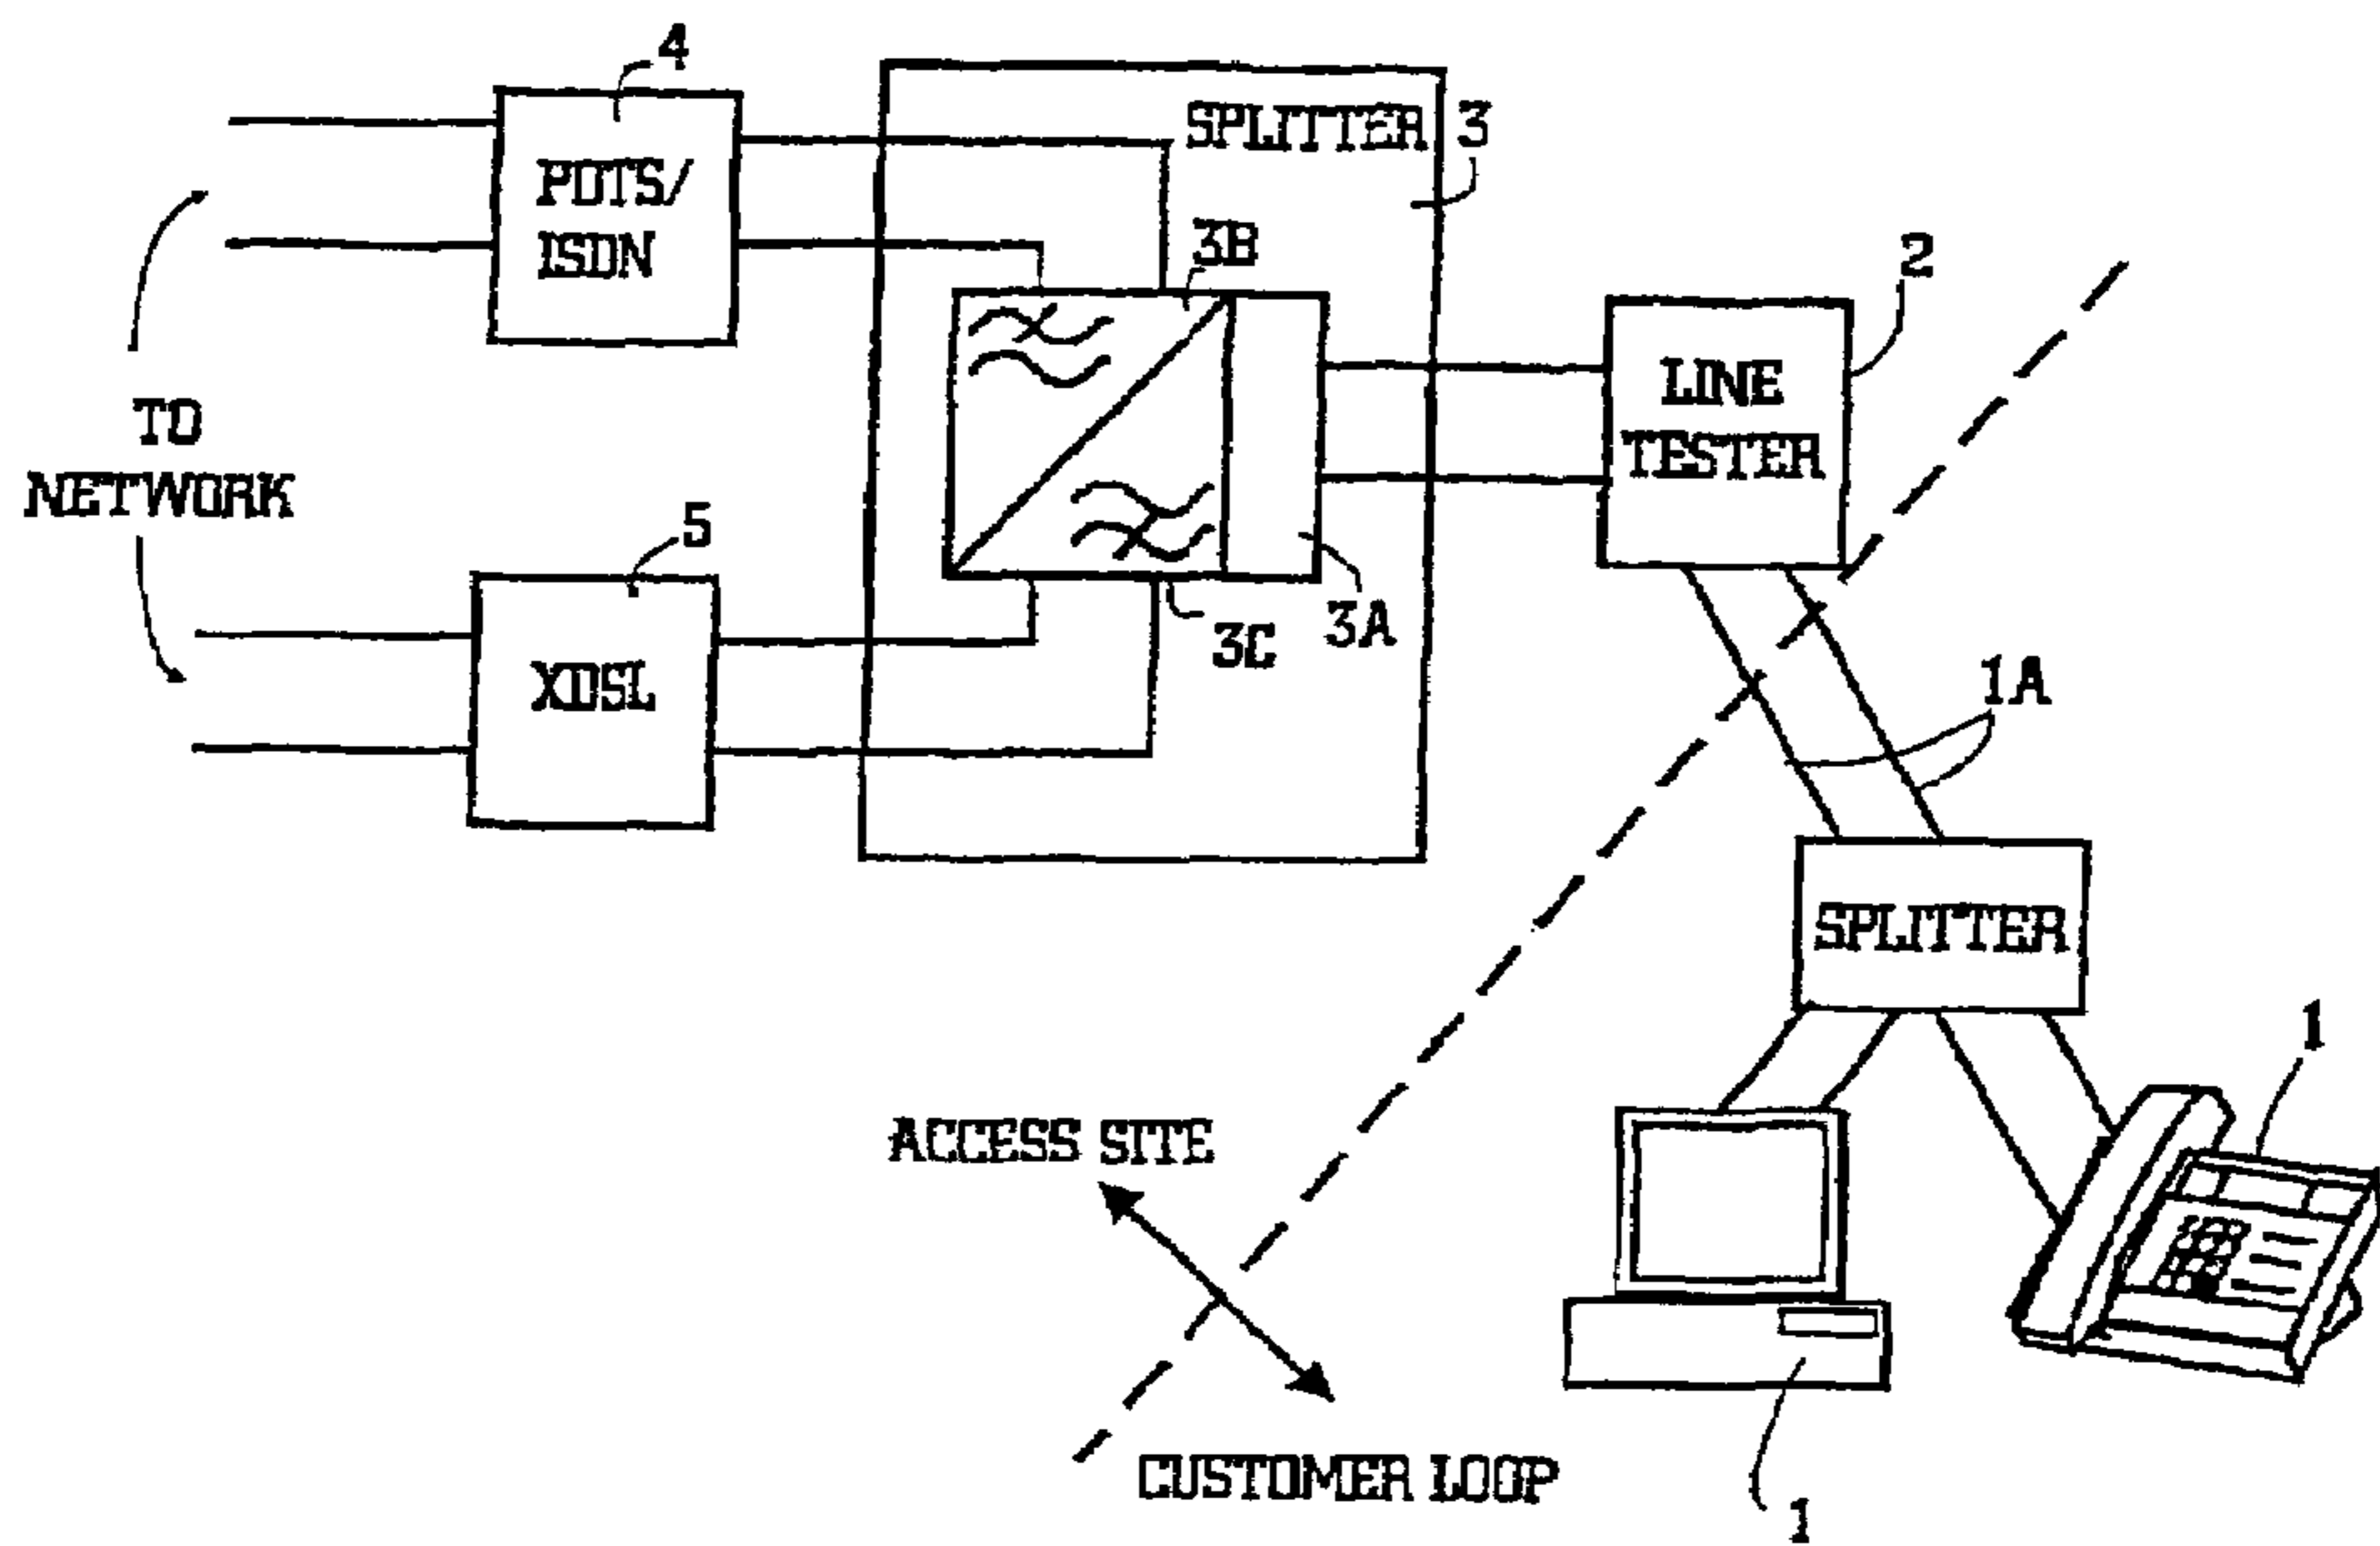 4
SPLITTER 3
POTS/
ISDN
3B
2
LINE
TESTER
TO
NETWORK
5
3A
3C
XDSL
1A
SPLITTER
1
ACCESS SITE
CUSTOMER LOOP
1